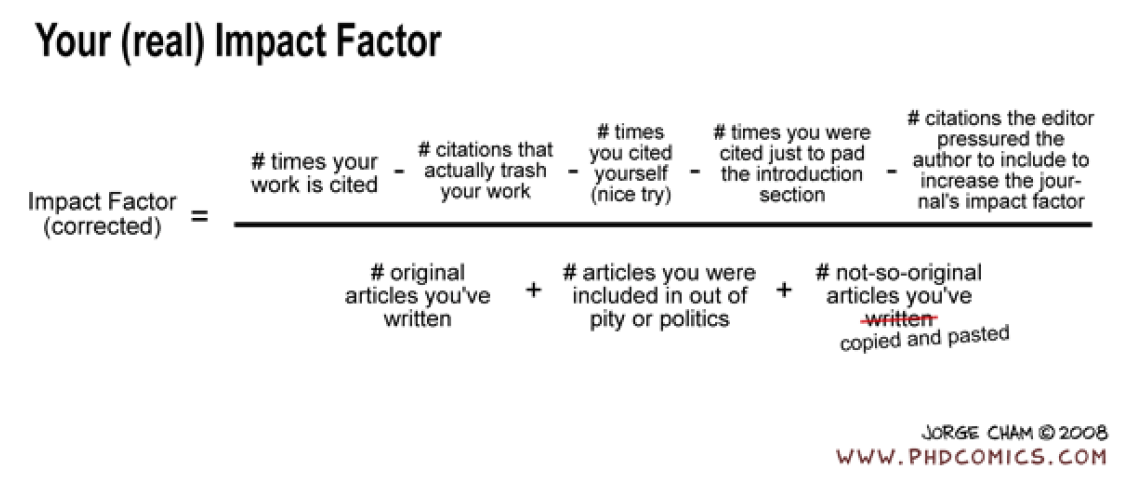 Your (real) Impact Factor
Impact Factor
(corrected)
=
# times your
work is cited
-
# citations that
actually trash
your work
-
# times
you cited
yourself
(nice try)
-
# times you were
cited just to pad
the introduction
section
-
# citations the editor
pressured the
author to include to
increase the jour-
nal's impact factor
# original
articles you've
written
+
# articles you were
included in out of
pity or politics
+
# not-so-original
articles you've
written
copied and pasted
JORGE CHAM © 2008
WWW.PHDCOMICS.COM